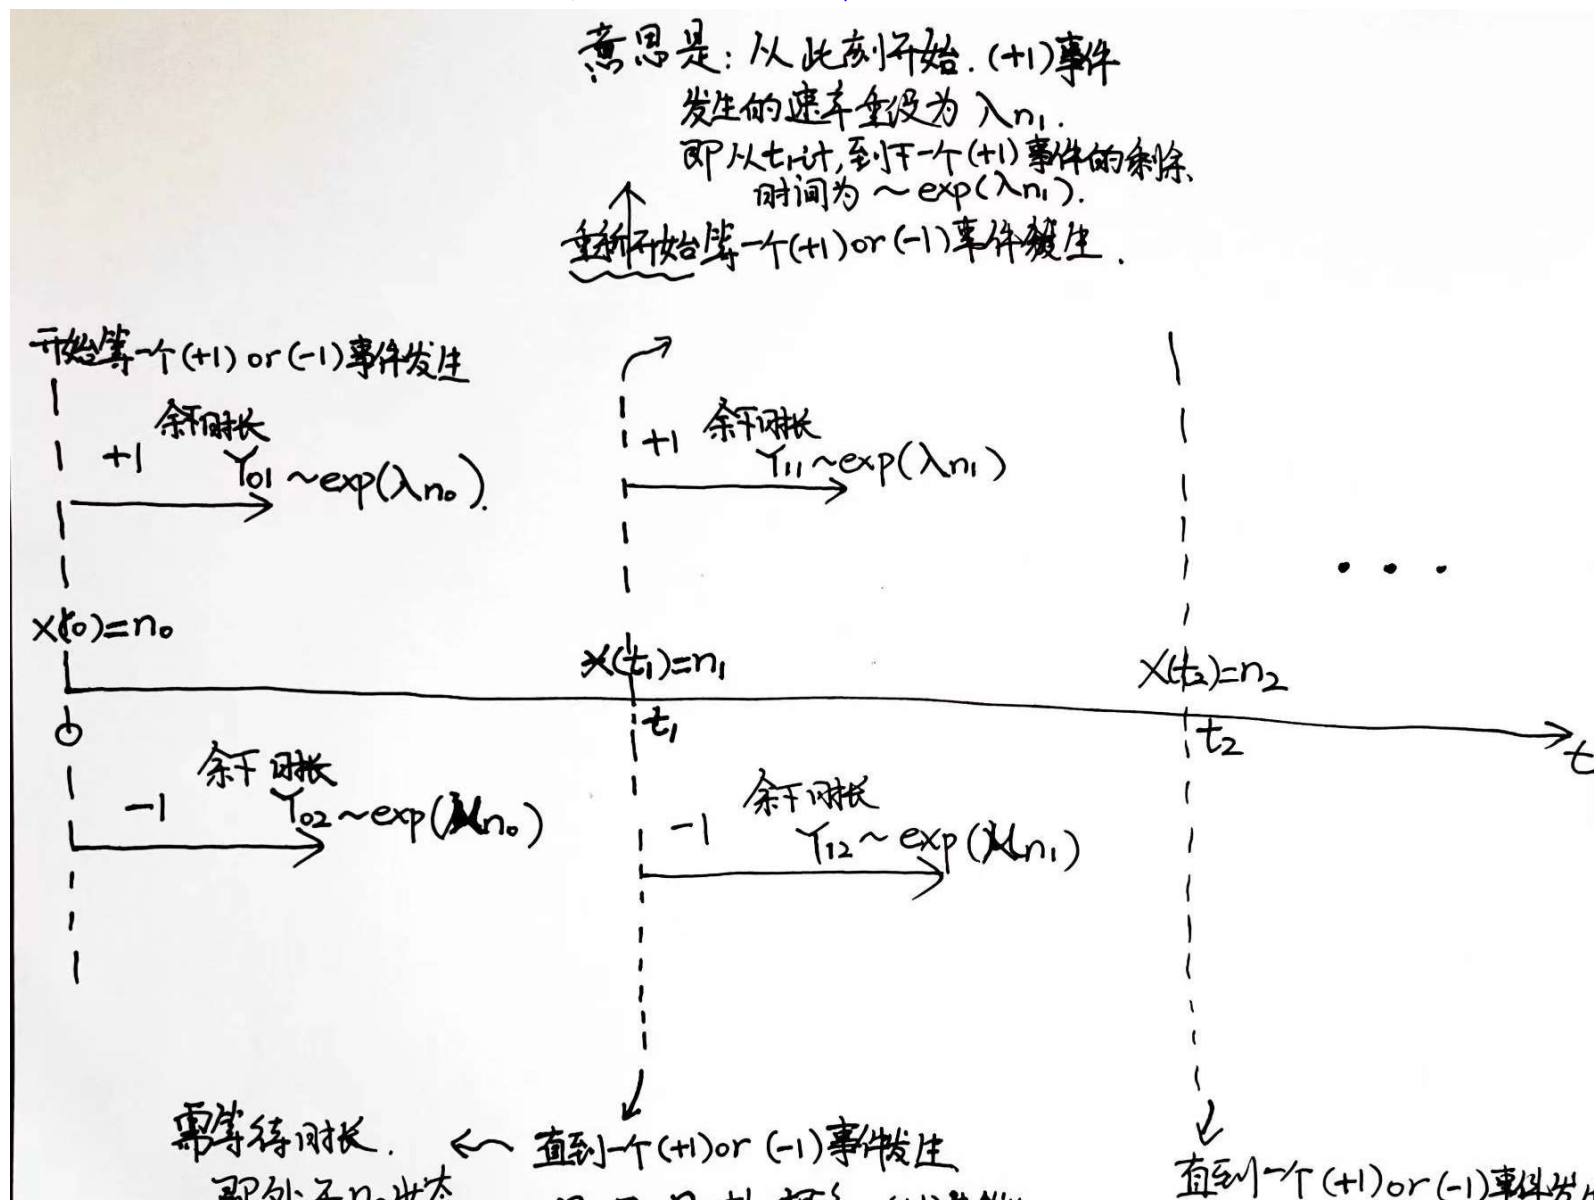 意思是：从此刻开始．(+1)事件
发生的速率重设为 λn₁.
即从t₁计,到下一个(+1)事件的剩余
时间为 ~exp(λn₁).
重新开始等一个(+1)or(-1)事件发生．
开始等一个(+1)or(-1)事件发生
+1 余下时长
Y₀₁~exp(λn₀).
+1 余下时长
Y₁₁~exp(λn₁)
...
X(t₀)=n₀
X(t₁)=n₁
X(t₂)=n₂
0
t₁
t₂
t
-1 余下时长
Y₀₂~exp(μn₀)
-1 余下时长
Y₁₂~exp(μn₁)
需等待时长.
← 直到一个(+1)or(-1)事件发生
直到一个(+1)or(-1)事件发
即处于n₀状态